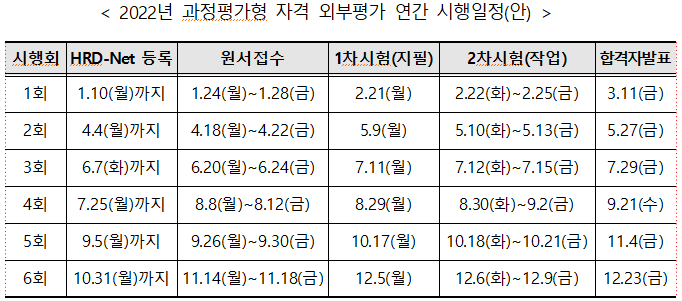 < 2022년 과정평가형 자격 외부평가 연간 시행일정(안) >
시행회 HRD-Net 등록 원서접수 1차시험(지필) 2차시험(작업) 합격자발표
1회 1.10(월)까지 1.24(월)~1.28(금) 2.21(월) 2.22(화)~2.25(금) 3.11(금)
2회 4.4(월)까지 4.18(월)~4.22(금) 5.9(월) 5.10(화)~5.13(금) 5.27(금)
3회 6.7(화)까지 6.20(월)~6.24(금) 7.11(월) 7.12(화)~7.15(금) 7.29(금)
4회 7.25(월)까지 8.8(월)~8.12(금) 8.29(월) 8.30(화)~9.2(금) 9.21(수)
5회 9.5(월)까지 9.26(월)~9.30(금) 10.17(월) 10.18(화)~10.21(금) 11.4(금)
6회 10.31(월)까지 11.14(월)~11.18(금) 12.5(월) 12.6(화)~12.9(금) 12.23(금)